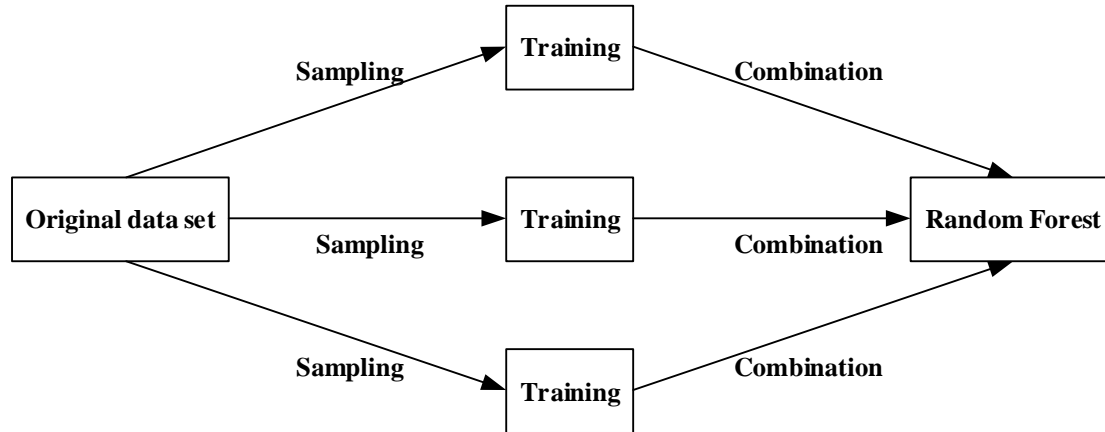 Training
Sampling
Combination
Original data set
Training
Random Forest
Sampling
Combination
Sampling
Combination
Training